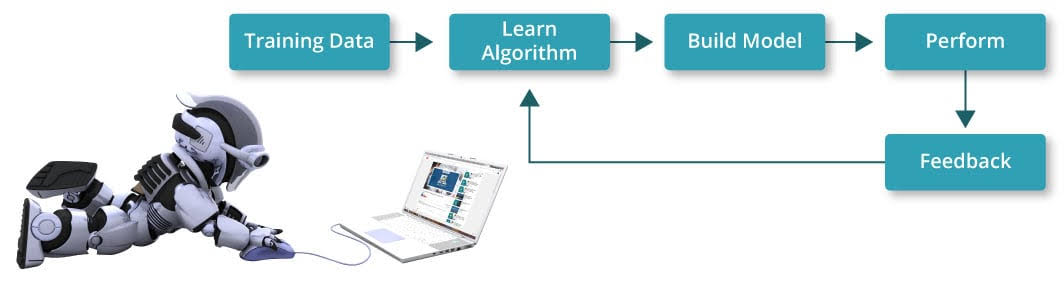 Training Data
Learn
Algorithm
Build Model
Perform
Feedback